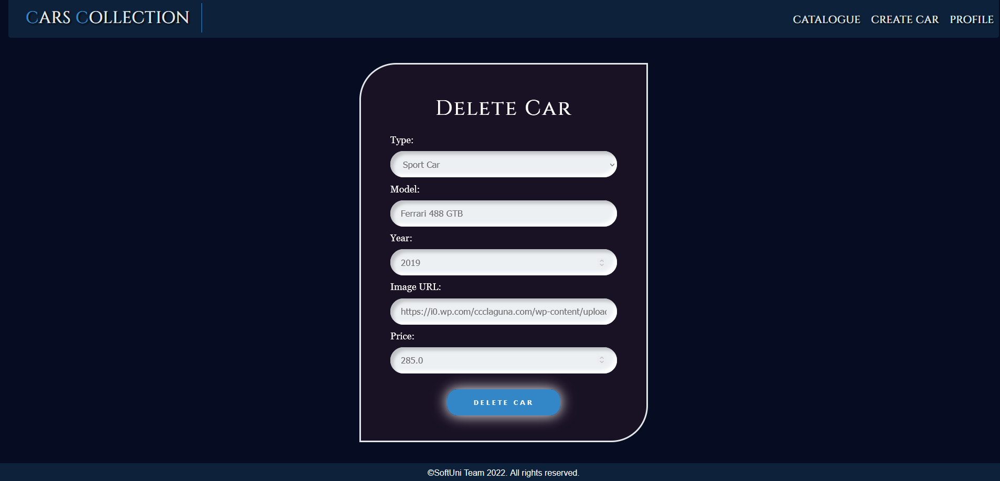 CARS COLLECTION
CATALOGUE CREATE CAR PROFILE
DELETE CAR
Type:
Sport Car
Model:
Ferrari 488 GTB
Year:
2019
Image URL:
https://i0.wp.com/ccclaguna.com/wp-content/upload
Price:
285.0
DELETE CAR
©SoftUni Team 2022. All rights reserved.